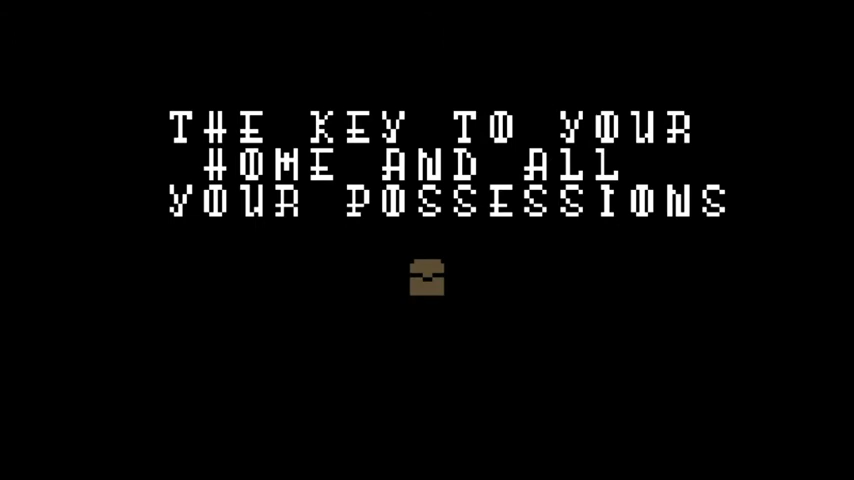 THE KEY TO YOUR
HOME AND ALL
YOUR POSSESSIONS